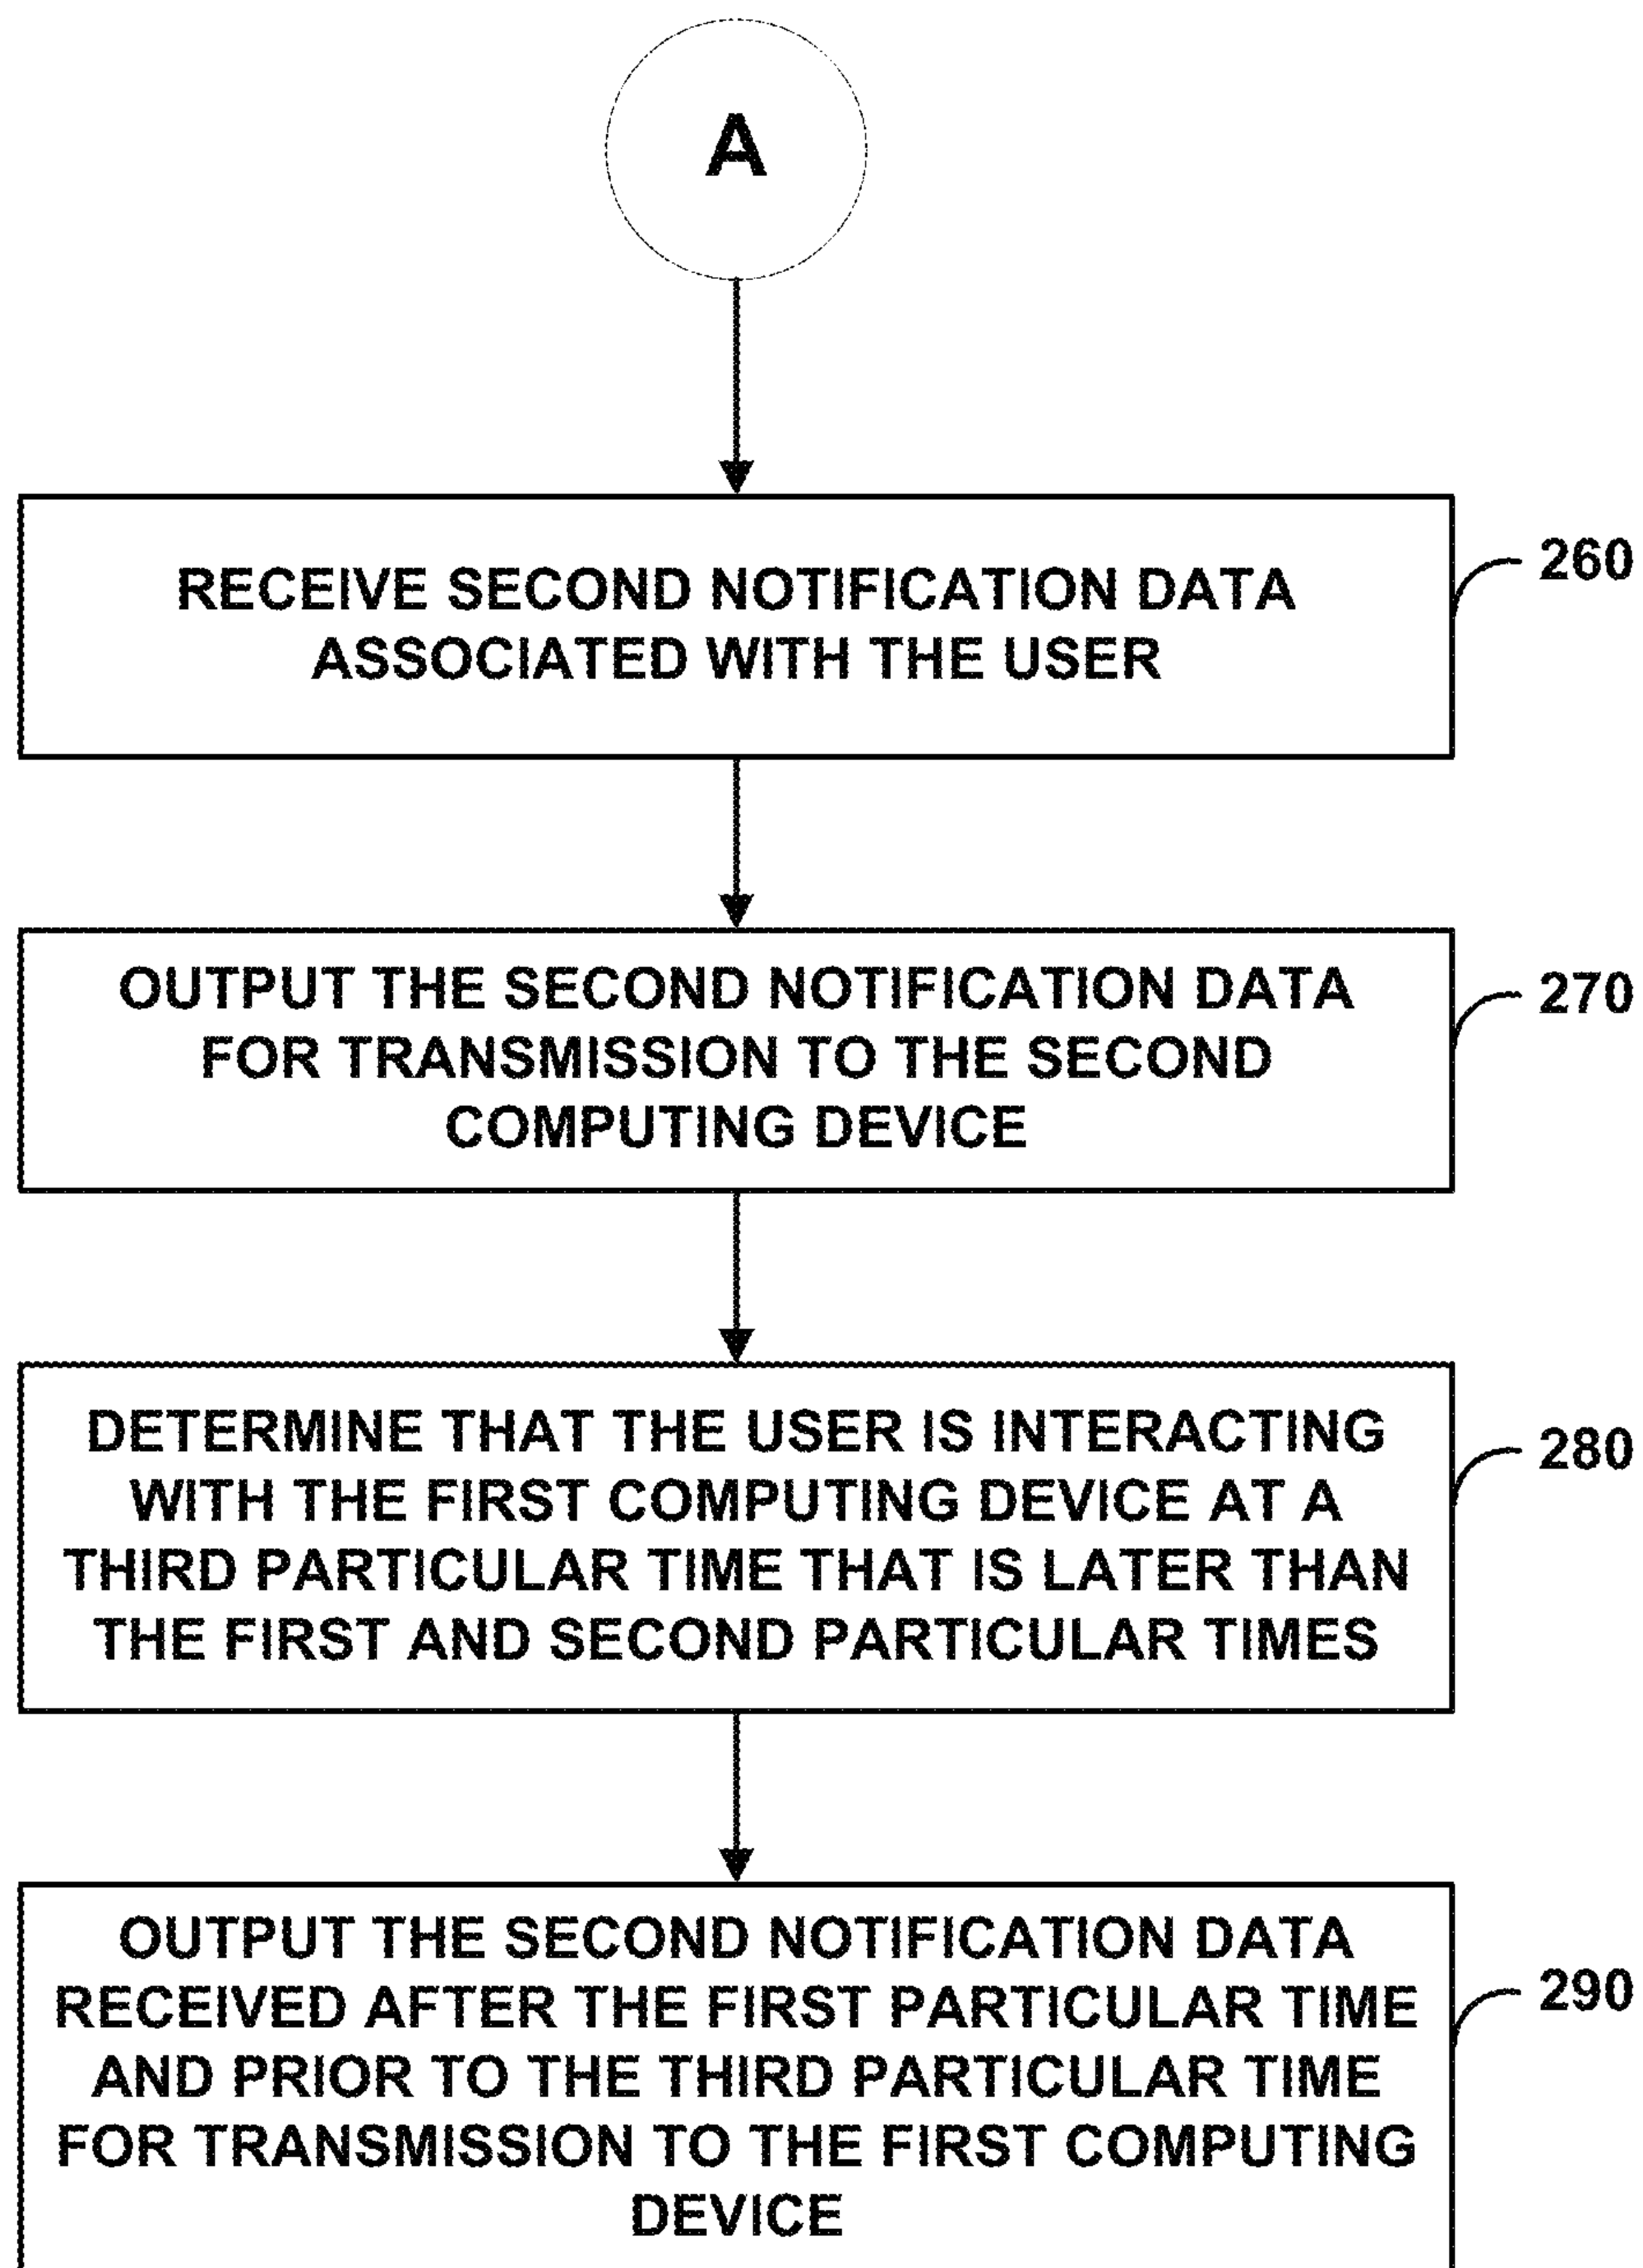 A
RECEIVE SECOND NOTIFICATION DATA
ASSOCIATED WITH THE USER
260
OUTPUT THE SECOND NOTIFICATION DATA
FOR TRANSMISSION TO THE SECOND
COMPUTING DEVICE
270
DETERMINE THAT THE USER IS INTERACTING
WITH THE FIRST COMPUTING DEVICE AT A
THIRD PARTICULAR TIME THAT IS LATER THAN
THE FIRST AND SECOND PARTICULAR TIMES
280
OUTPUT THE SECOND NOTIFICATION DATA
RECEIVED AFTER THE FIRST PARTICULAR TIME
AND PRIOR TO THE THIRD PARTICULAR TIME
FOR TRANSMISSION TO THE FIRST COMPUTING
DEVICE
290